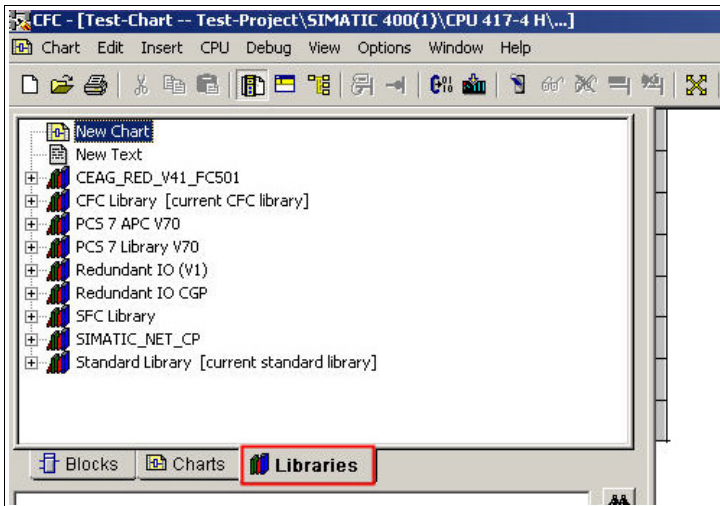 CFC - [Test-Chart -- Test-Project\SIMATIC 400(1)\CPU 417-4 H\...]
Chart Edit Insert CPU Debug View Options Window Help
New Chart
New Text
CEAG_RED_V41_FC501
CFC Library [current CFC library]
PCS 7 APC V70
PCS 7 Library V70
Redundant IO (V1)
Redundant IO CGP
SFC Library
SIMATIC_NET_CP
Standard Library [current standard library]
Blocks Charts Libraries